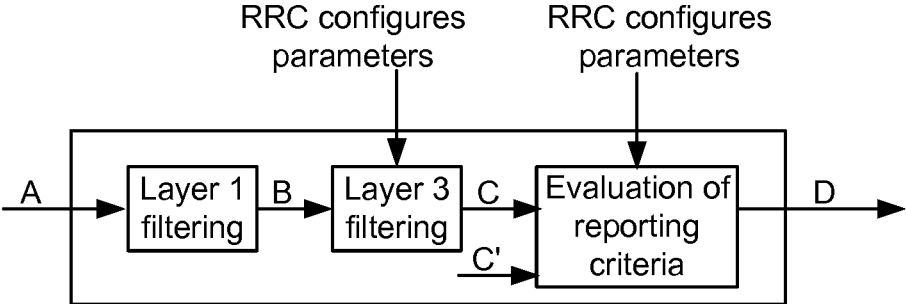 RRC configures
parameters
RRC configures
parameters
A
Layer 1
filtering
B
Layer 3
filtering
C
C'
Evaluation of
reporting
criteria
D